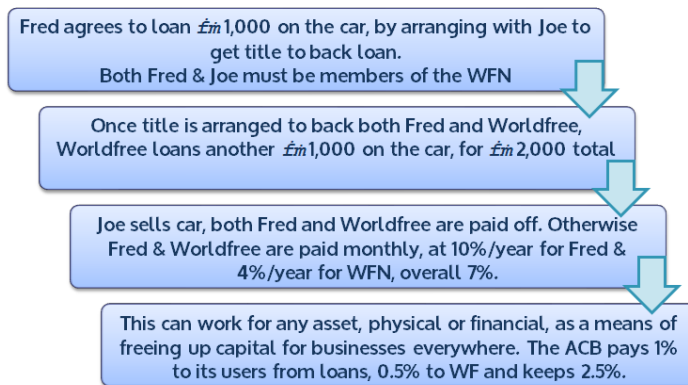 Fred agrees to loan £ṁ1,000 on the car, by arranging with Joe to
get title to back loan.
Both Fred & Joe must be members of the WFN
Once title is arranged to back both Fred and Worldfree,
Worldfree loans another £ṁ1,000 on the car, for £ṁ2,000 total
Joe sells car, both Fred and Worldfree are paid off. Otherwise
Fred & Worldfree are paid monthly, at 10%/year for Fred &
4%/year for WFN, overall 7%.
This can work for any asset, physical or financial, as a means of
freeing up capital for businesses everywhere. The ACB pays 1%
to its users from loans, 0.5% to WF and keeps 2.5%.